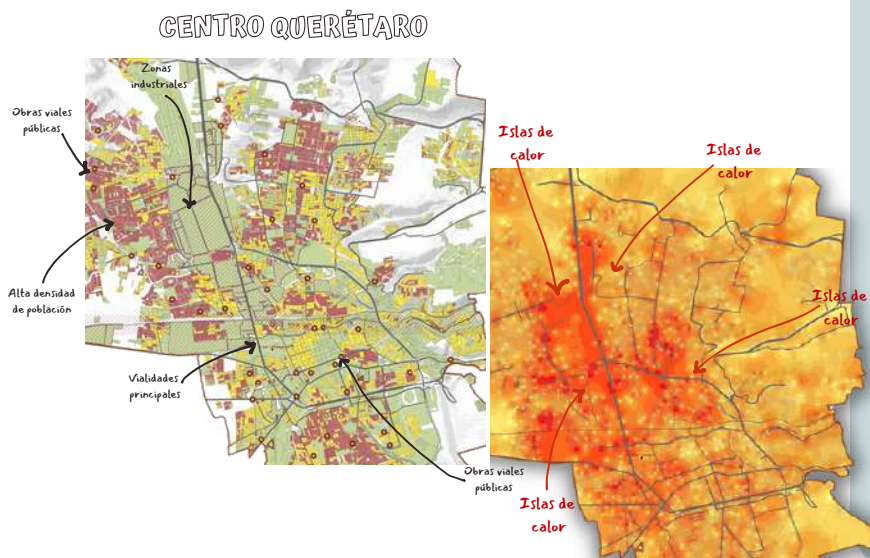 CENTRO QUERÉTARO
Zonas
industriales
Obras viales
públicas
Alta densidad
de población
Vialidades
principales
Obras viales
públicas
Islas de
calor
Islas de
calor
Islas de
calor
Islas de
calor